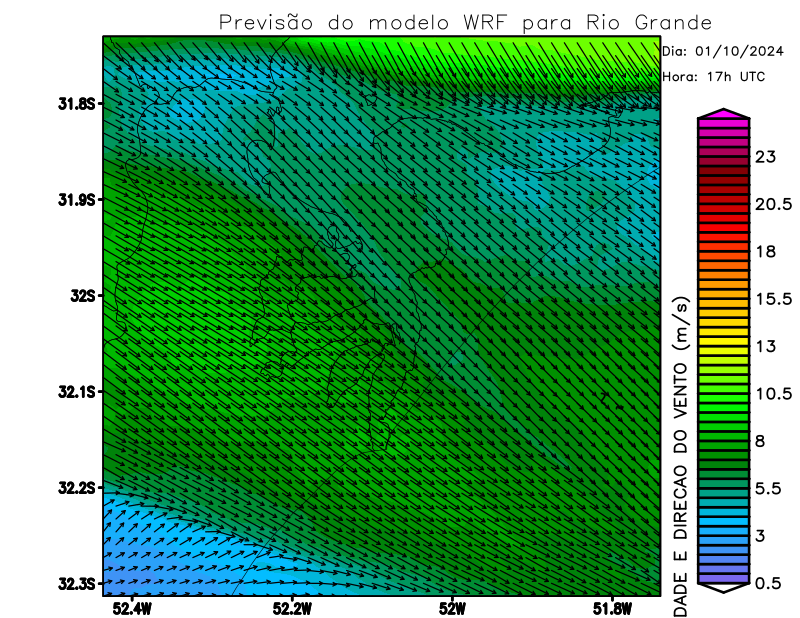 Previsão do modelo WRF para Rio Grande
Dia: 01/10/2024
Hora: 17h UTC
31.8S
31.9S
32S
32.1S
32.2S
32.3S
52.4W
52.2W
52W
51.8W
23
20.5
18
15.5
13
10.5
8
5.5
3
0.5
DADE E DIRECAO DO VENTO (m/s)